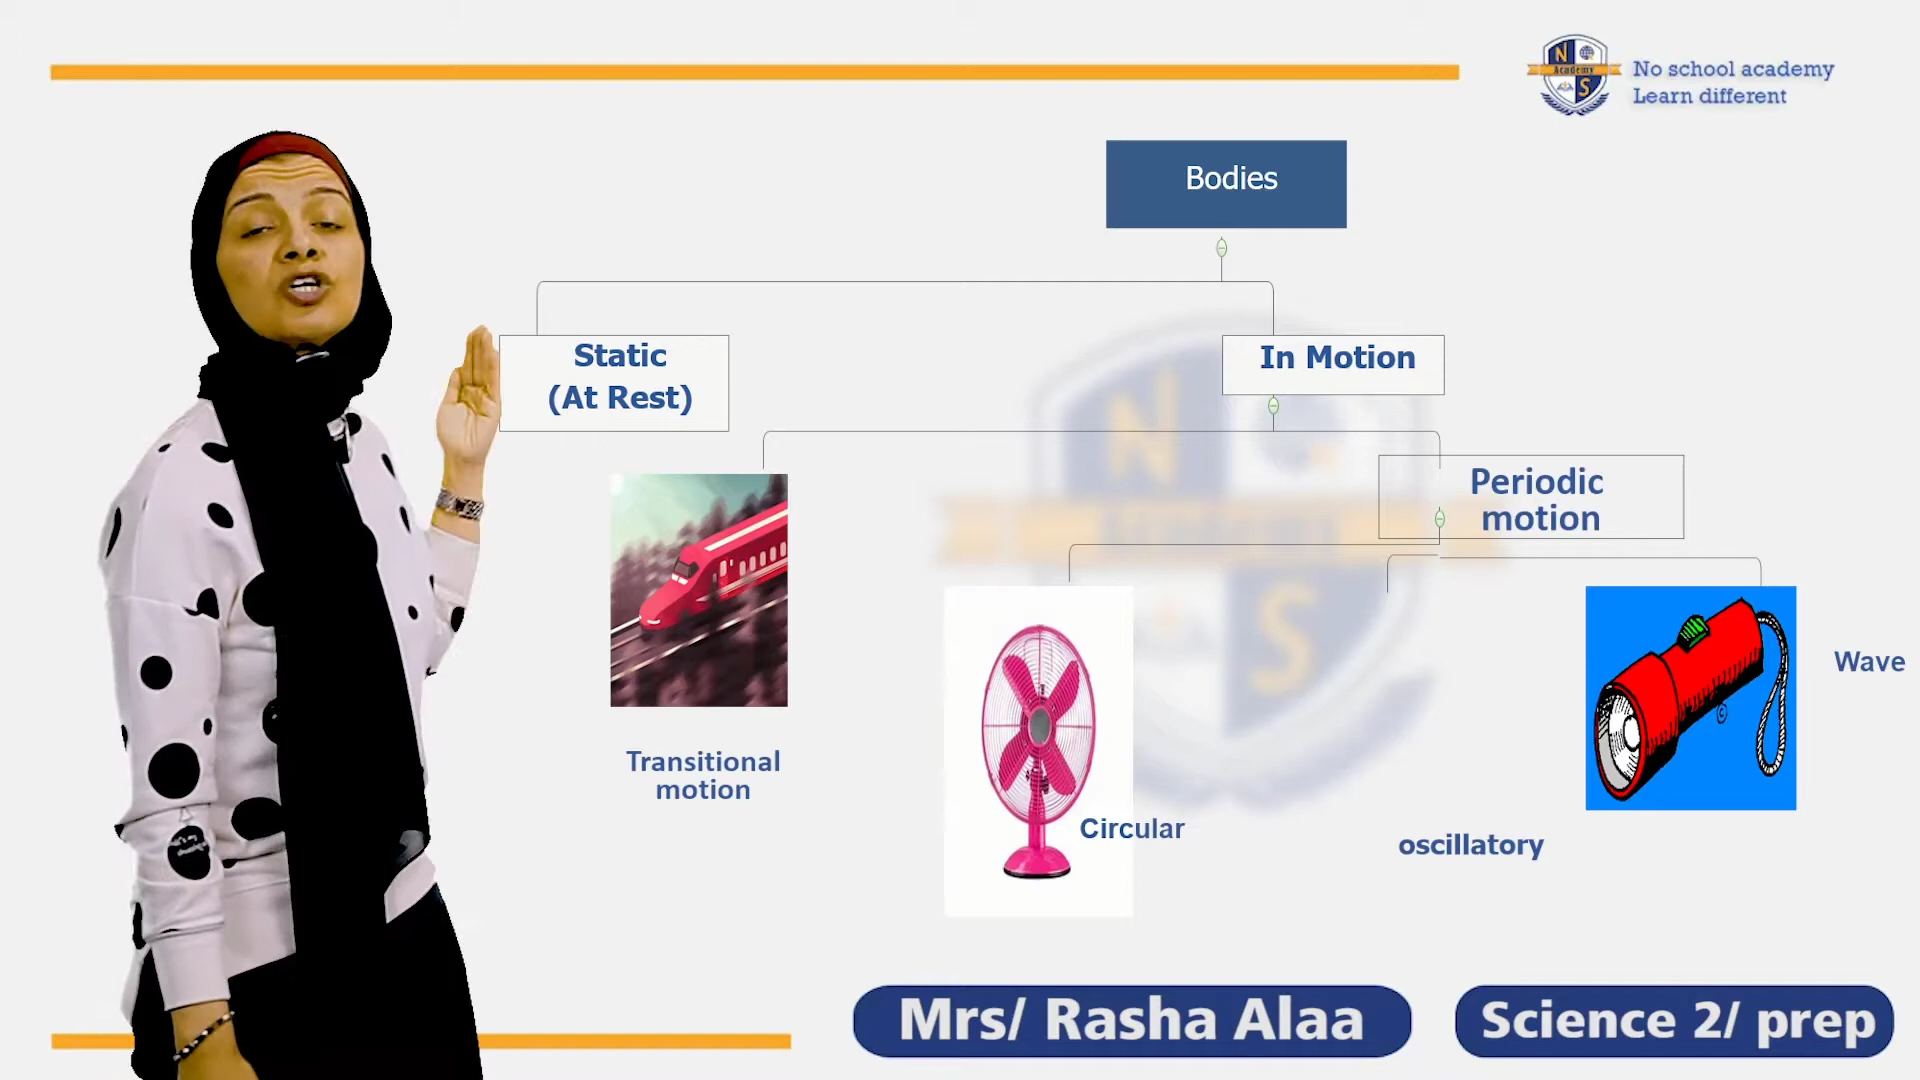 No school academy
Learn different
N
Academy
S
Bodies
Static
(At Rest)
In Motion
Periodic
motion
Wave
Transitional
motion
Circular
oscillatory
Mrs/ Rasha Alaa
Science 2/ prep